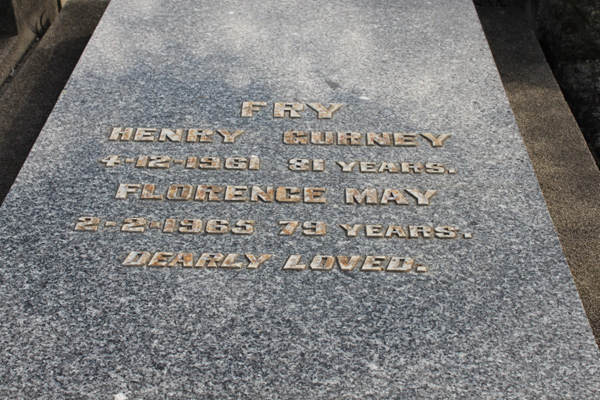 FRY
HENRY GURNEY
4-12-1961 81 YEARS.
FLORENCE MAY
2-2-1965 79 YEARS.
DEARLY LOVED.